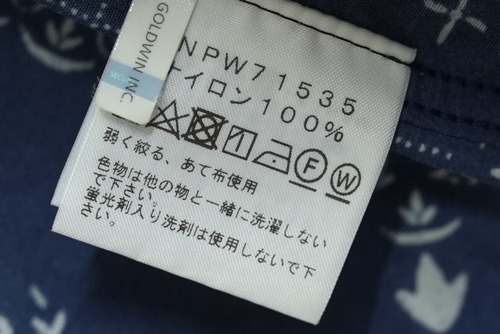 GOLDWIN INC.
NPW71535
ナイロン100%
F W
弱く絞る、あて布使用
色物は他の物と一緒に洗濯しない
で下さい。
蛍光剤入り洗剤は使用しないで下
さい。